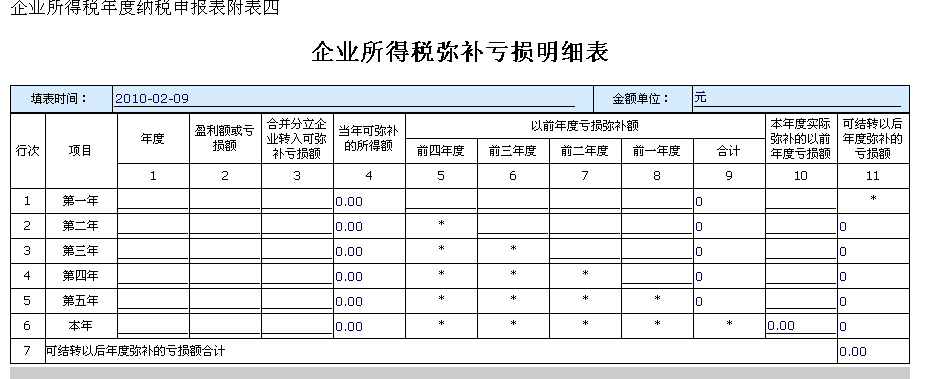 企业所得税年度纳税申报表附表四
企业所得税弥补亏损明细表
填表时间： 2010-02-09 金额单位： 元
行次 项目 年度 盈利额或亏损额 合并分立企业转入可弥补亏损额 当年可弥补的所得额 以前年度亏损弥补额 本年度实际弥补的以前年度亏损额 可结转以后年度弥补的亏损额
前四年度 前三年度 前二年度 前一年度 合计
1 2 3 4 5 6 7 8 9 10 11
1 第一年 0.00 0 *
2 第二年 0.00 * 0 0
3 第三年 0.00 * * 0 0
4 第四年 0.00 * * * 0 0
5 第五年 0.00 * * * * 0 0
6 本年 0.00 * * * * * 0.00 0
7 可结转以后年度弥补的亏损额合计 0.00